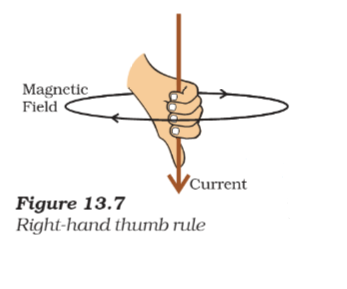 Magnetic
Field
Current
Figure 13.7
Right-hand thumb rule